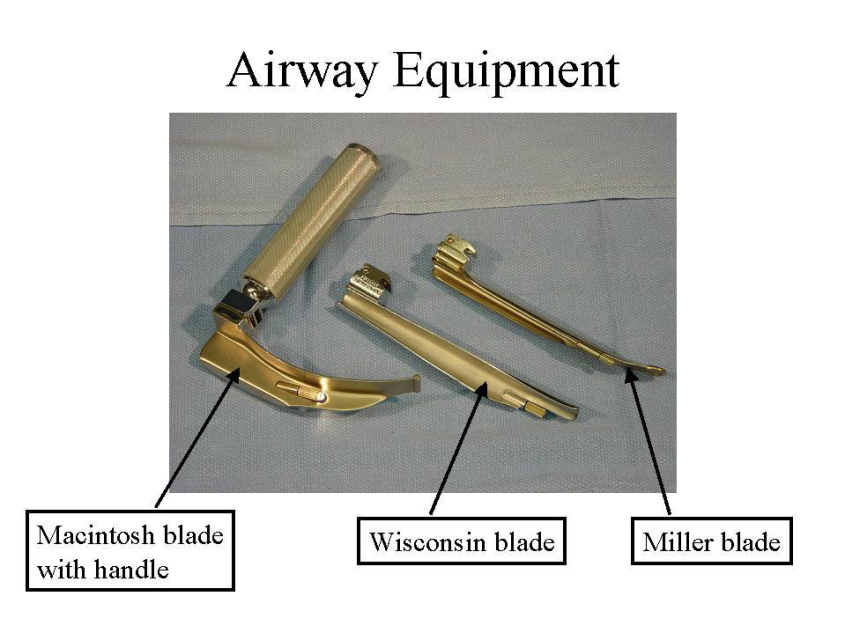 Airway Equipment
Macintosh blade
with handle
Wisconsin blade
Miller blade